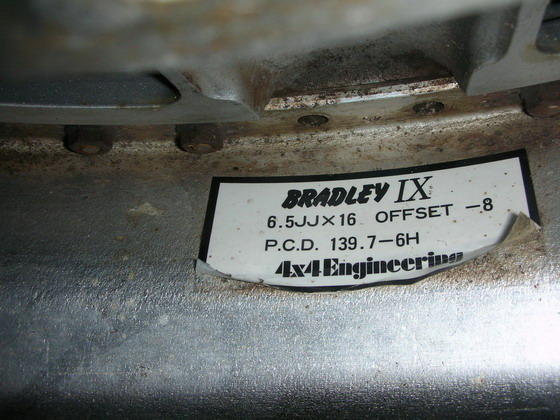 BRADLEY IX
6.5JJ×16 OFFSET -8
P.C.D. 139.7-6H
4x4Engineering